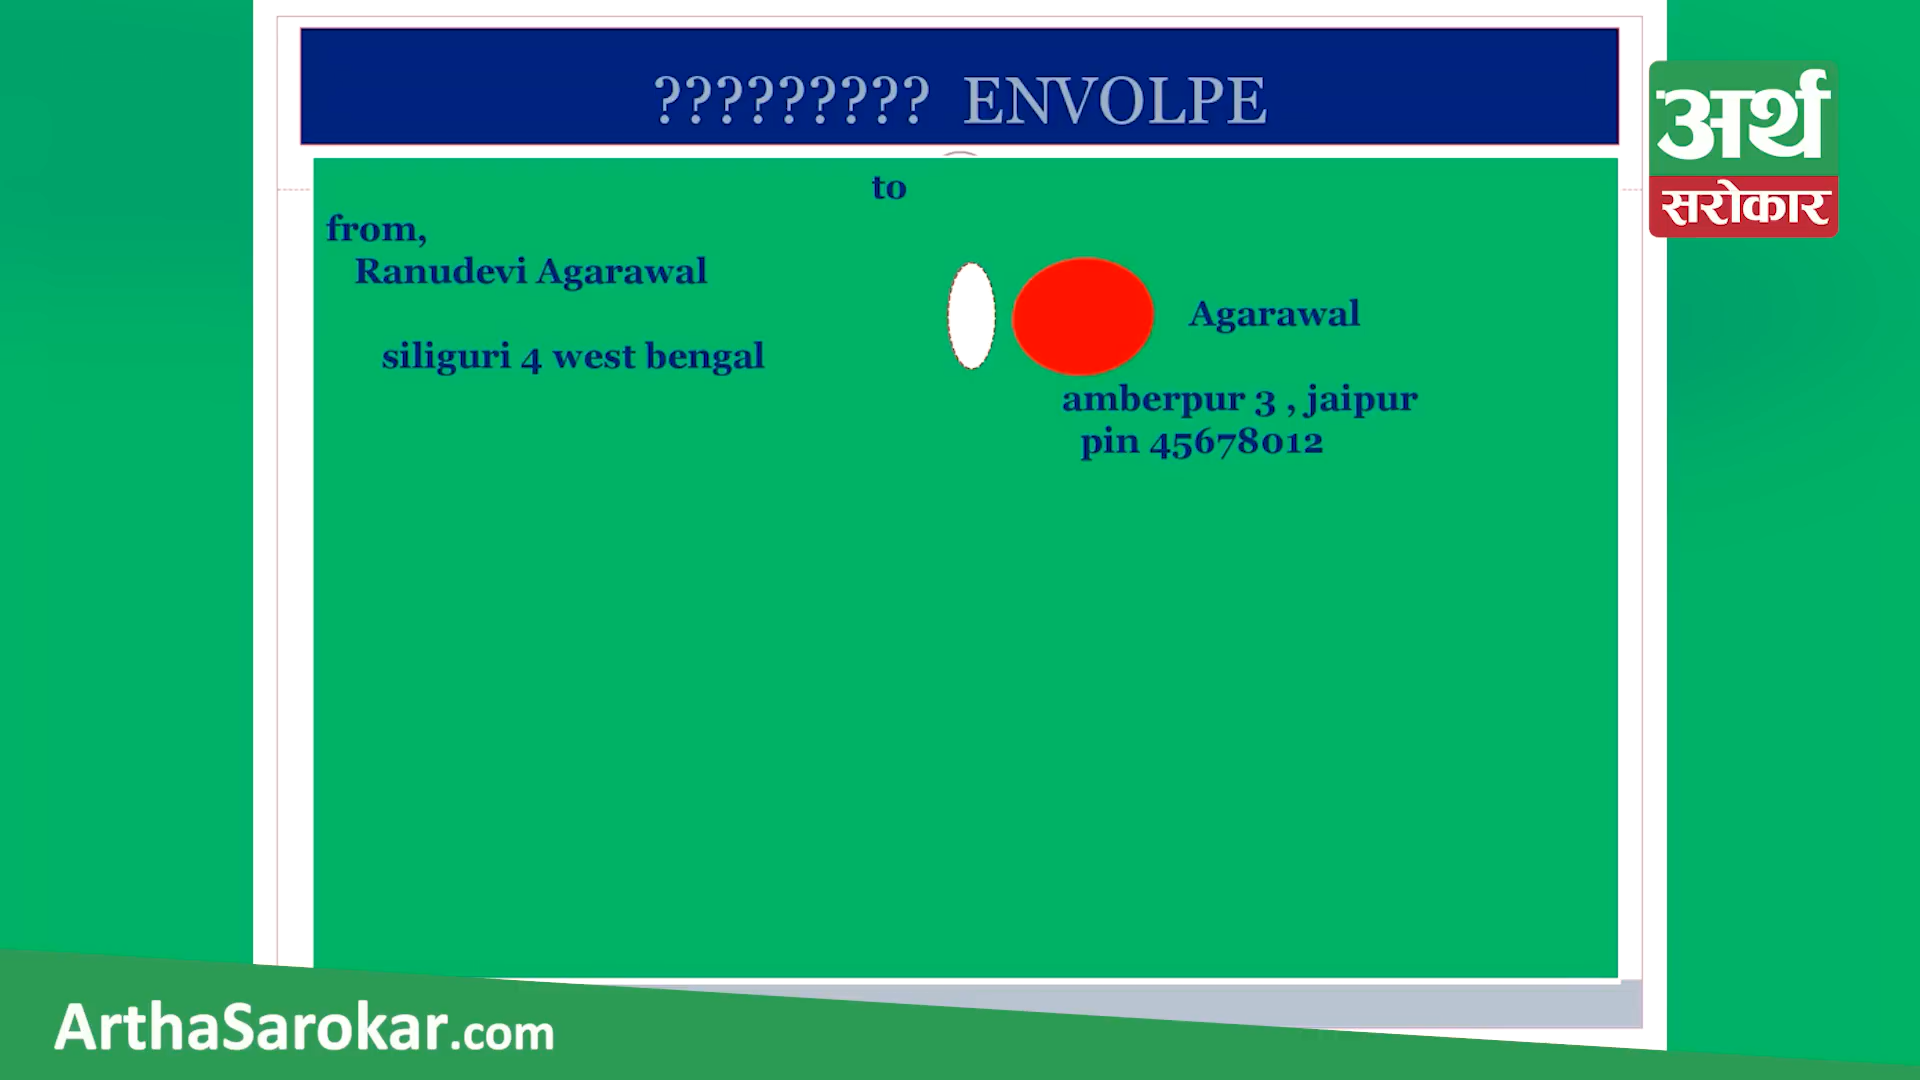 ????????? ENVOLPE
अर्थ
सरोकार
to
from,
Ranudevi Agarawal
Agarawal
siliguri 4 west bengal
amberpur 3 , jaipur
pin 45678012
ArthaSarokar.com